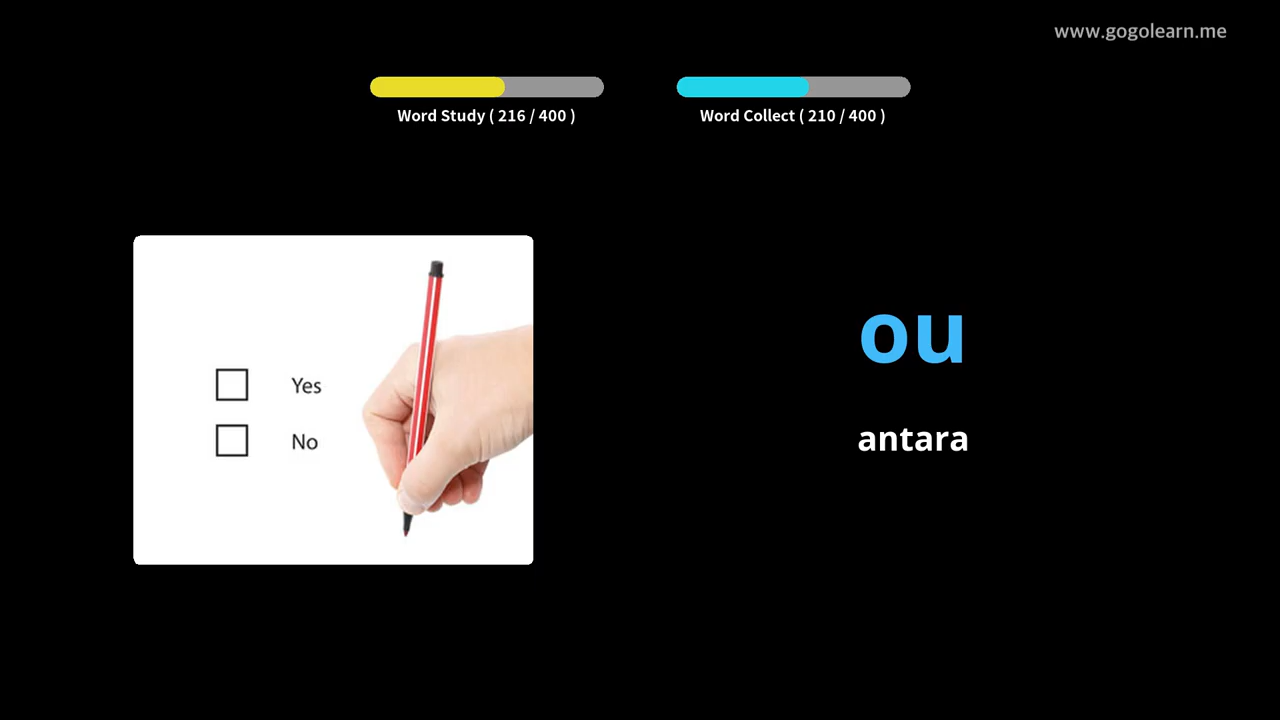 www.gogolearn.me
Word Study ( 216 / 400 )
Word Collect ( 210 / 400 )
Yes
No
ou
antara